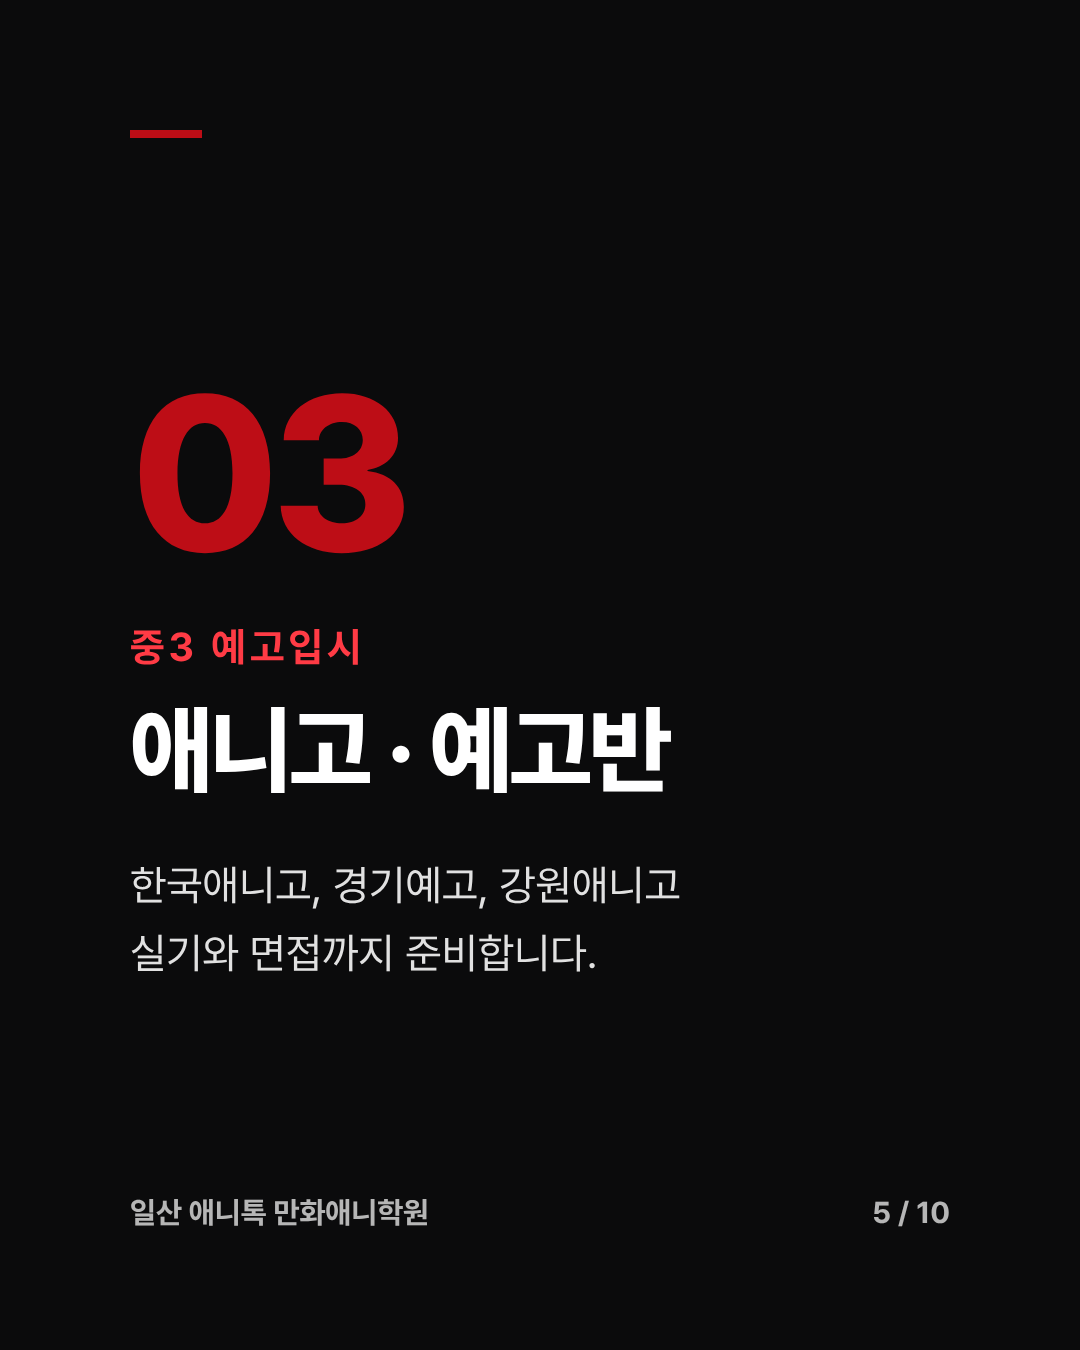 03
중3 예고입시
애니고 · 예고반
한국애니고, 경기예고, 강원애니고
실기와 면접까지 준비합니다.
일산 애니톡 만화애니학원
5 / 10